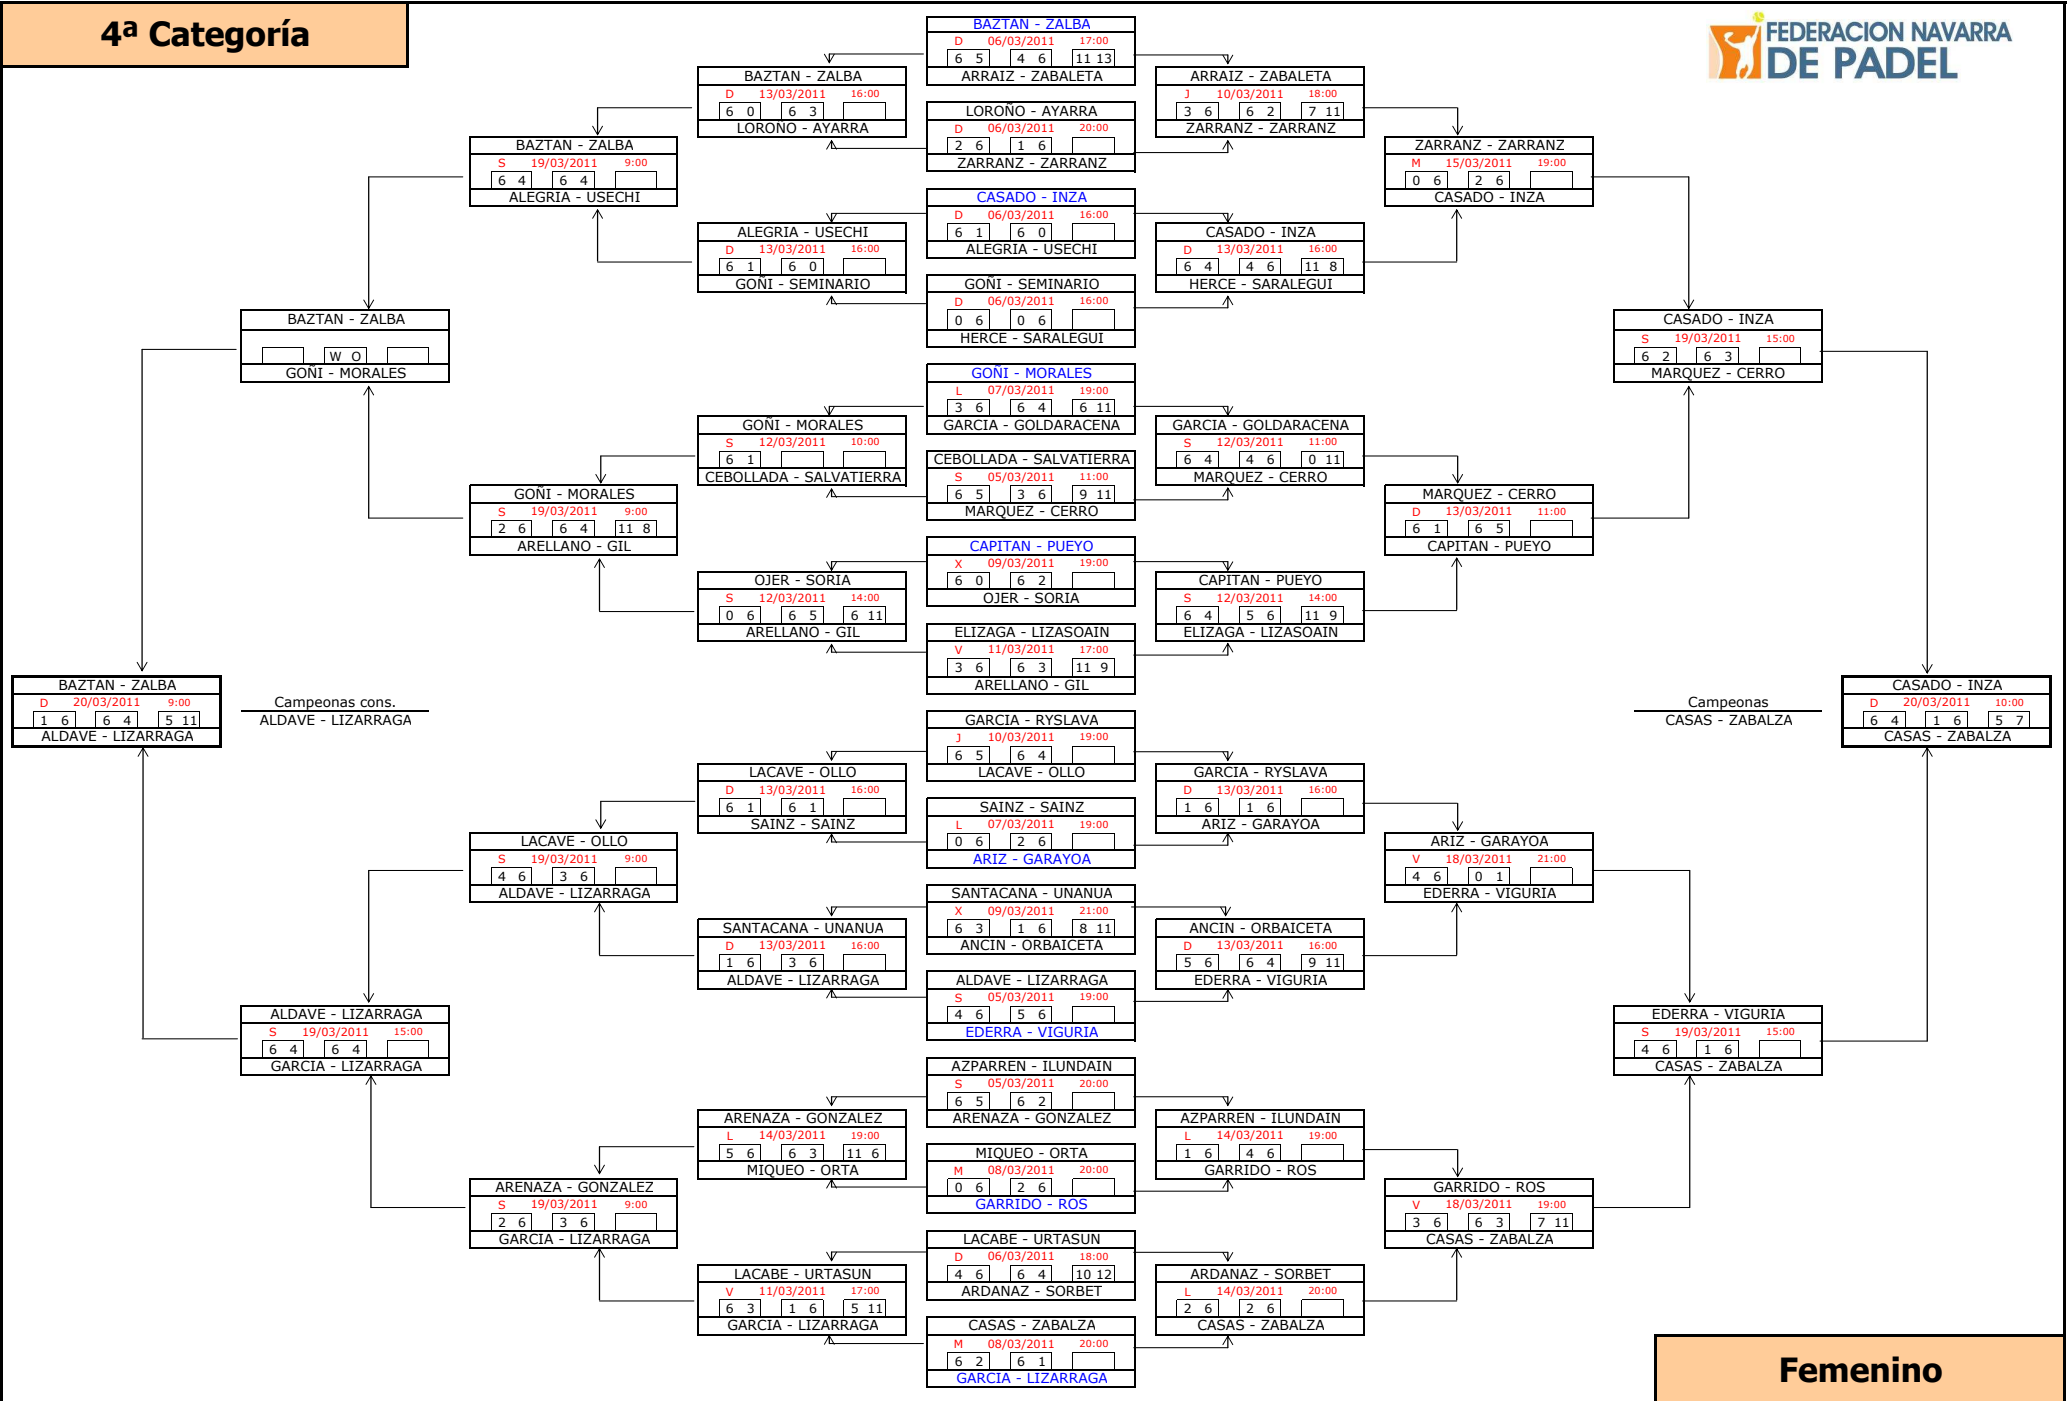 4ª Categoría
FEDERACION NAVARRA
DE PADEL
BAZTAN - ZALBA
D 06/03/2011 17:00
6 5 4 6 11 13
ARRAIZ - ZABALETA
LOROÑO - AYARRA
D 06/03/2011 20:00
2 6 1 6
ZARRANZ - ZARRANZ
CASADO - INZA
D 06/03/2011 16:00
6 1 6 0
ALEGRIA - USECHI
GOÑI - SEMINARIO
D 06/03/2011 16:00
0 6 0 6
HERCE - SARALEGUI
GOÑI - MORALES
L 07/03/2011 19:00
3 6 6 4 6 11
GARCIA - GOLDARACENA
CEBOLLADA - SALVATIERRA
S 05/03/2011 11:00
6 5 3 6 9 11
MARQUEZ - CERRO
CAPITAN - PUEYO
X 09/03/2011 19:00
6 0 6 2
OJER - SORIA
ELIZAGA - LIZASOAIN
V 11/03/2011 17:00
3 6 6 3 11 9
ARELLANO - GIL
GARCIA - RYSLAVA
J 10/03/2011 19:00
6 5 6 4
LACAVE - OLLO
SAINZ - SAINZ
L 07/03/2011 19:00
0 6 2 6
ARIZ - GARAYOA
SANTACANA - UNANUA
X 09/03/2011 21:00
6 3 1 6 8 11
ANCIN - ORBAICETA
ALDAVE - LIZARRAGA
S 05/03/2011 19:00
4 6 5 6
EDERRA - VIGURIA
AZPARREN - ILUNDAIN
S 05/03/2011 20:00
6 5 6 2
ARENAZA - GONZALEZ
MIQUEO - ORTA
M 08/03/2011 20:00
0 6 2 6
GARRIDO - ROS
LACABE - URTASUN
D 06/03/2011 18:00
4 6 6 4 10 12
ARDANAZ - SORBET
CASAS - ZABALZA
M 08/03/2011 20:00
6 2 6 1
GARCIA - LIZARRAGA
BAZTAN - ZALBA
D 13/03/2011 16:00
6 0 6 3
LOROÑO - AYARRA
ALEGRIA - USECHI
D 13/03/2011 16:00
6 1 6 0
GOÑI - SEMINARIO
GOÑI - MORALES
S 12/03/2011 10:00
6 1
CEBOLLADA - SALVATIERRA
OJER - SORIA
S 12/03/2011 14:00
0 6 6 5 6 11
ARELLANO - GIL
LACAVE - OLLO
D 13/03/2011 16:00
6 1 6 1
SAINZ - SAINZ
SANTACANA - UNANUA
D 13/03/2011 16:00
1 6 3 6
ALDAVE - LIZARRAGA
ARENAZA - GONZALEZ
L 14/03/2011 19:00
5 6 6 3 11 6
MIQUEO - ORTA
LACABE - URTASUN
V 11/03/2011 17:00
6 3 1 6 5 11
GARCIA - LIZARRAGA
BAZTAN - ZALBA
S 19/03/2011 9:00
6 4 6 4
ALEGRIA - USECHI
GOÑI - MORALES
S 19/03/2011 9:00
2 6 6 4 11 8
ARELLANO - GIL
LACAVE - OLLO
S 19/03/2011 9:00
4 6 3 6
ALDAVE - LIZARRAGA
ARENAZA - GONZALEZ
S 19/03/2011 9:00
2 6 3 6
GARCIA - LIZARRAGA
BAZTAN - ZALBA
W O
GOÑI - MORALES
ALDAVE - LIZARRAGA
S 19/03/2011 15:00
6 4 6 4
GARCIA - LIZARRAGA
BAZTAN - ZALBA
D 20/03/2011 9:00
1 6 6 4 5 11
ALDAVE - LIZARRAGA
Campeonas cons.
ALDAVE - LIZARRAGA
ARRAIZ - ZABALETA
J 10/03/2011 18:00
3 6 6 2 7 11
ZARRANZ - ZARRANZ
CASADO - INZA
D 13/03/2011 16:00
6 4 4 6 11 8
HERCE - SARALEGUI
GARCIA - GOLDARACENA
S 12/03/2011 11:00
6 4 4 6 0 11
MARQUEZ - CERRO
CAPITAN - PUEYO
S 12/03/2011 14:00
6 4 5 6 11 9
ELIZAGA - LIZASOAIN
GARCIA - RYSLAVA
D 13/03/2011 16:00
1 6 1 6
ARIZ - GARAYOA
ANCIN - ORBAICETA
D 13/03/2011 16:00
5 6 6 4 9 11
EDERRA - VIGURIA
AZPARREN - ILUNDAIN
L 14/03/2011 19:00
1 6 4 6
GARRIDO - ROS
ARDANAZ - SORBET
L 14/03/2011 20:00
2 6 2 6
CASAS - ZABALZA
ZARRANZ - ZARRANZ
M 15/03/2011 19:00
0 6 2 6
CASADO - INZA
MARQUEZ - CERRO
D 13/03/2011 11:00
6 1 6 5
CAPITAN - PUEYO
ARIZ - GARAYOA
V 18/03/2011 21:00
4 6 0 1
EDERRA - VIGURIA
GARRIDO - ROS
V 18/03/2011 19:00
3 6 6 3 7 11
CASAS - ZABALZA
CASADO - INZA
S 19/03/2011 15:00
6 2 6 3
MARQUEZ - CERRO
EDERRA - VIGURIA
S 19/03/2011 15:00
4 6 1 6
CASAS - ZABALZA
Campeonas
CASAS - ZABALZA
CASADO - INZA
D 20/03/2011 10:00
6 4 1 6 5 7
CASAS - ZABALZA
Femenino